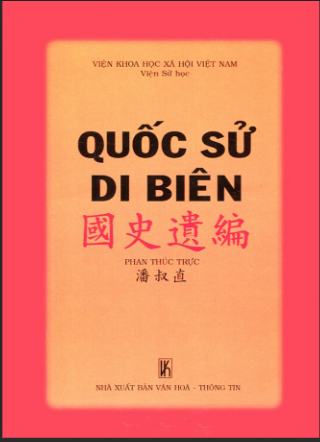 VIỆN KHOA HỌC XÃ HỘI VIỆT NAM
Viện Sử học
QUỐC SỬ
DI BIÊN
國史遺編
PHAN THÚC TRỰC
潘叔直
NHÀ XUẤT BẢN VĂN HOÁ - THÔNG TIN